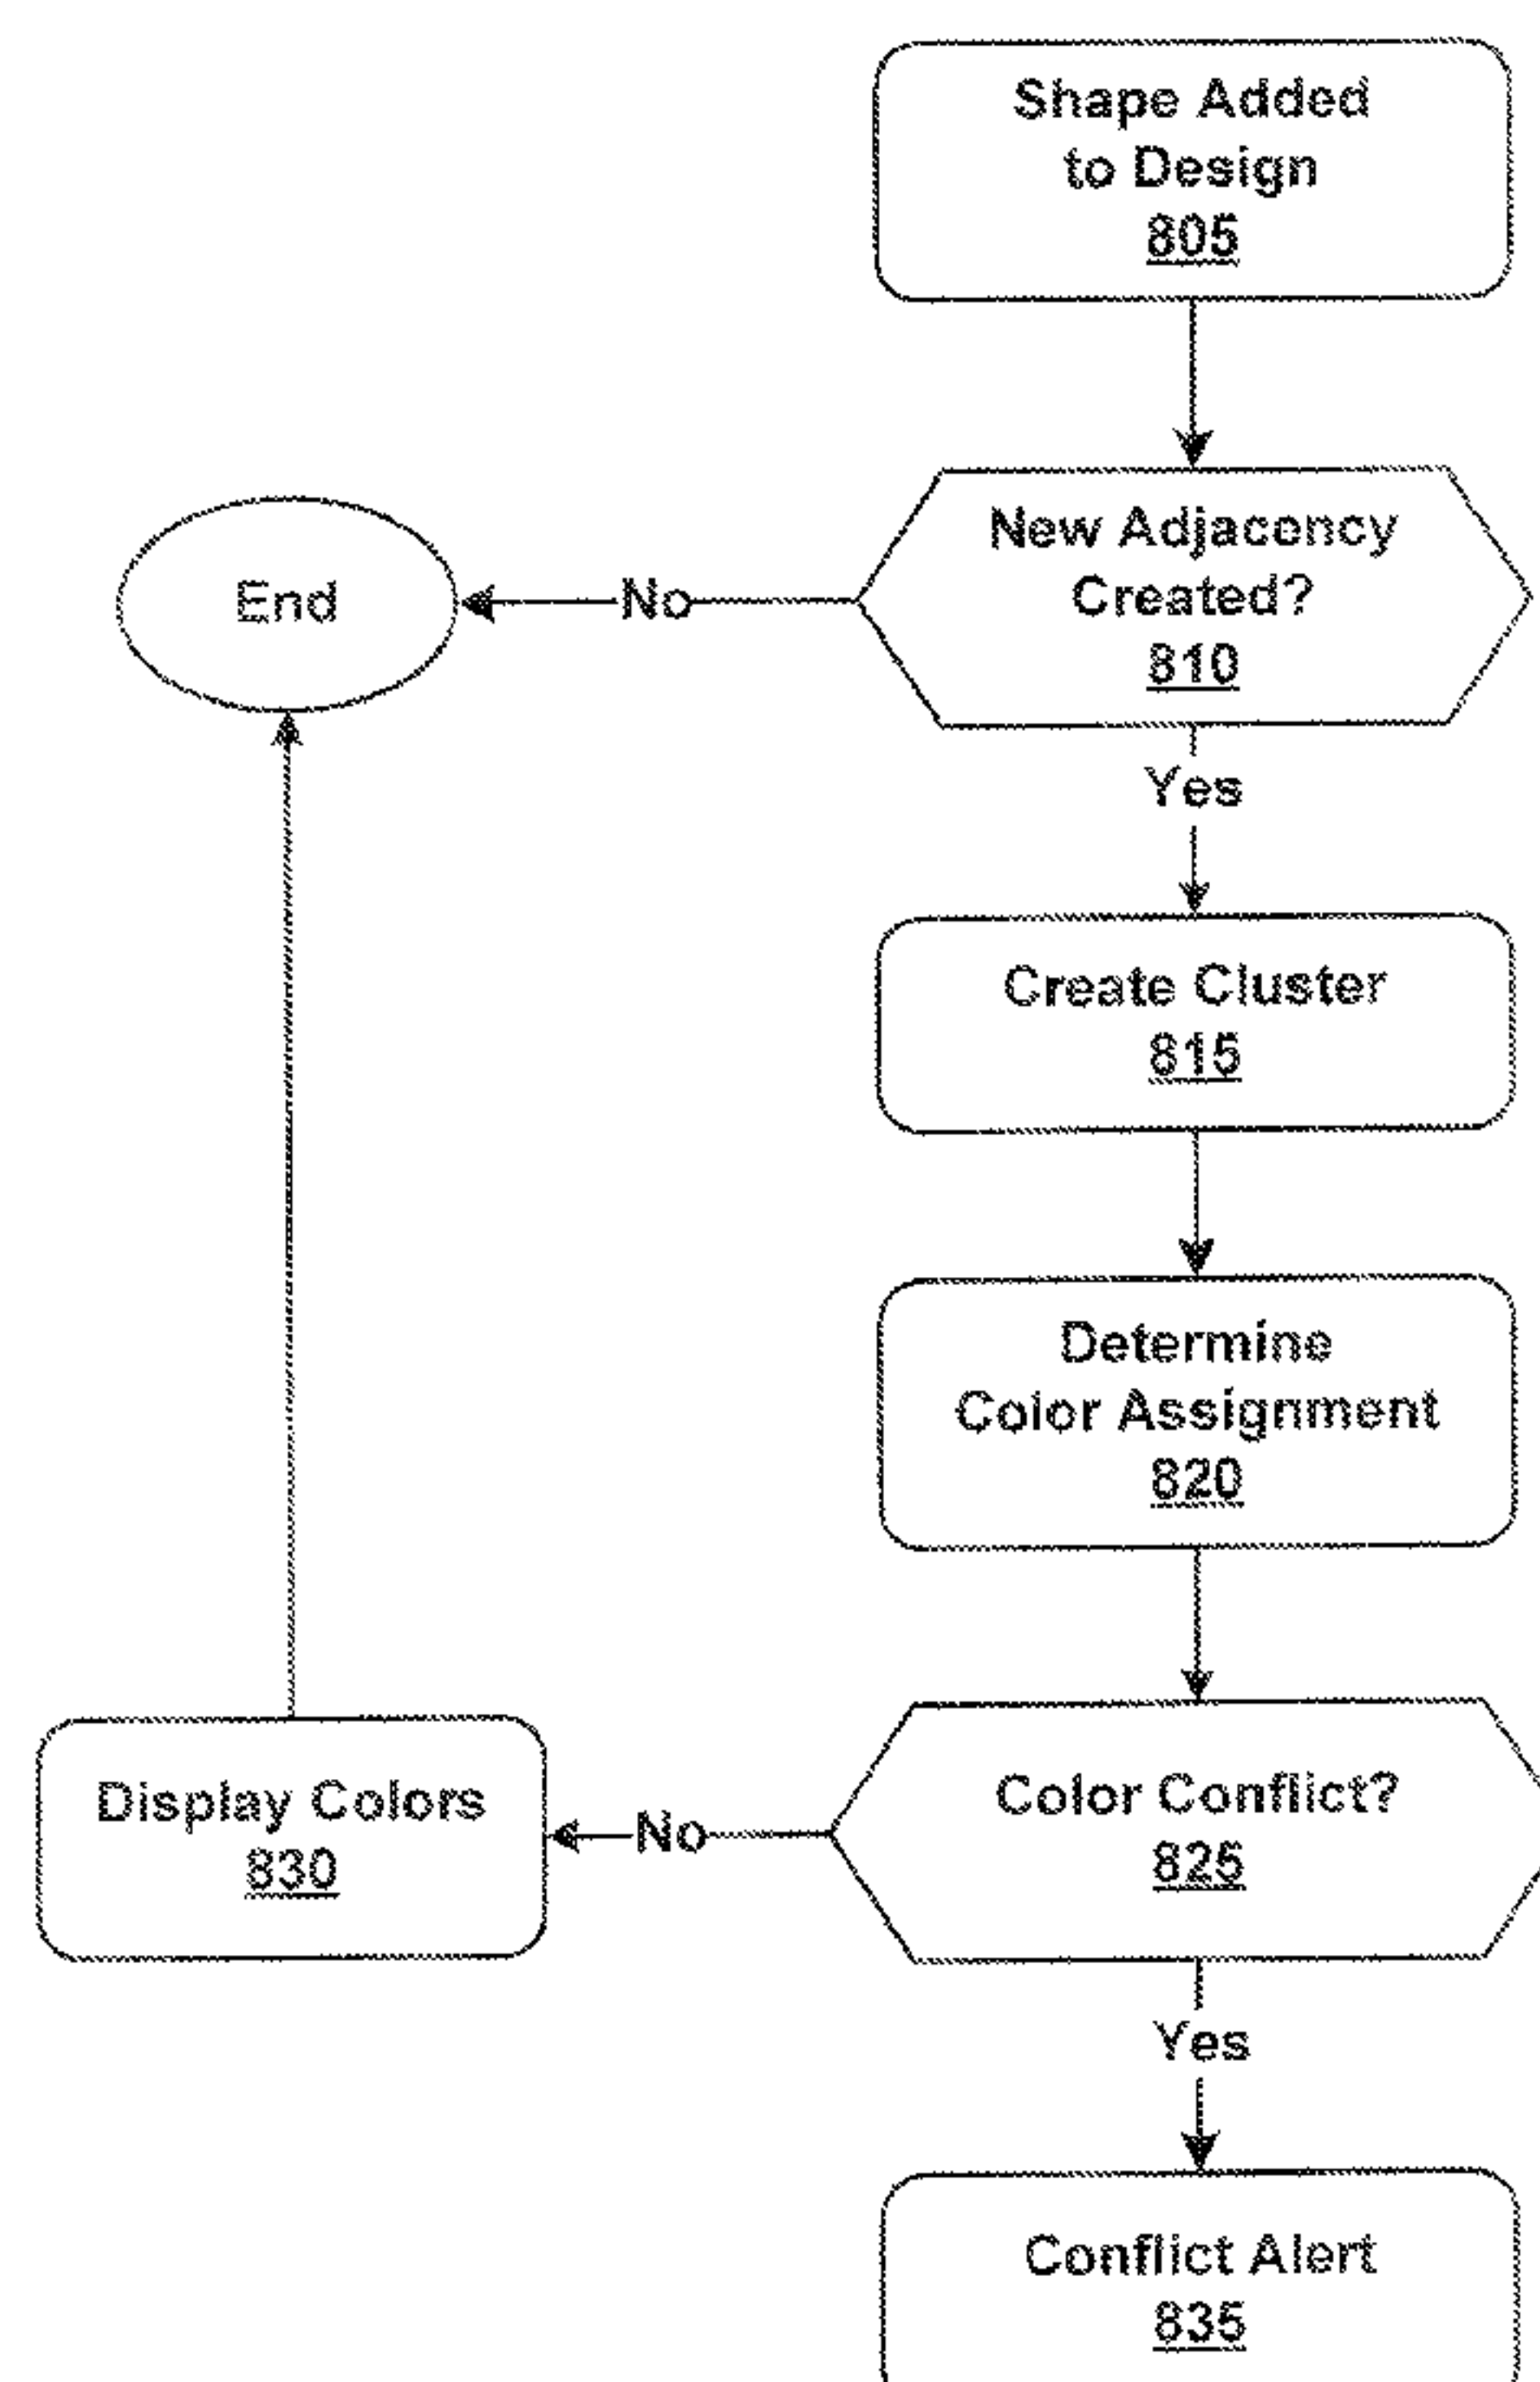 Shape Added
to Design
805
New Adjacency
Created?
810
End
No
Yes
Create Cluster
815
Determine
Color Assignment
820
Color Conflict?
825
No
Display Colors
830
Yes
Conflict Alert
835